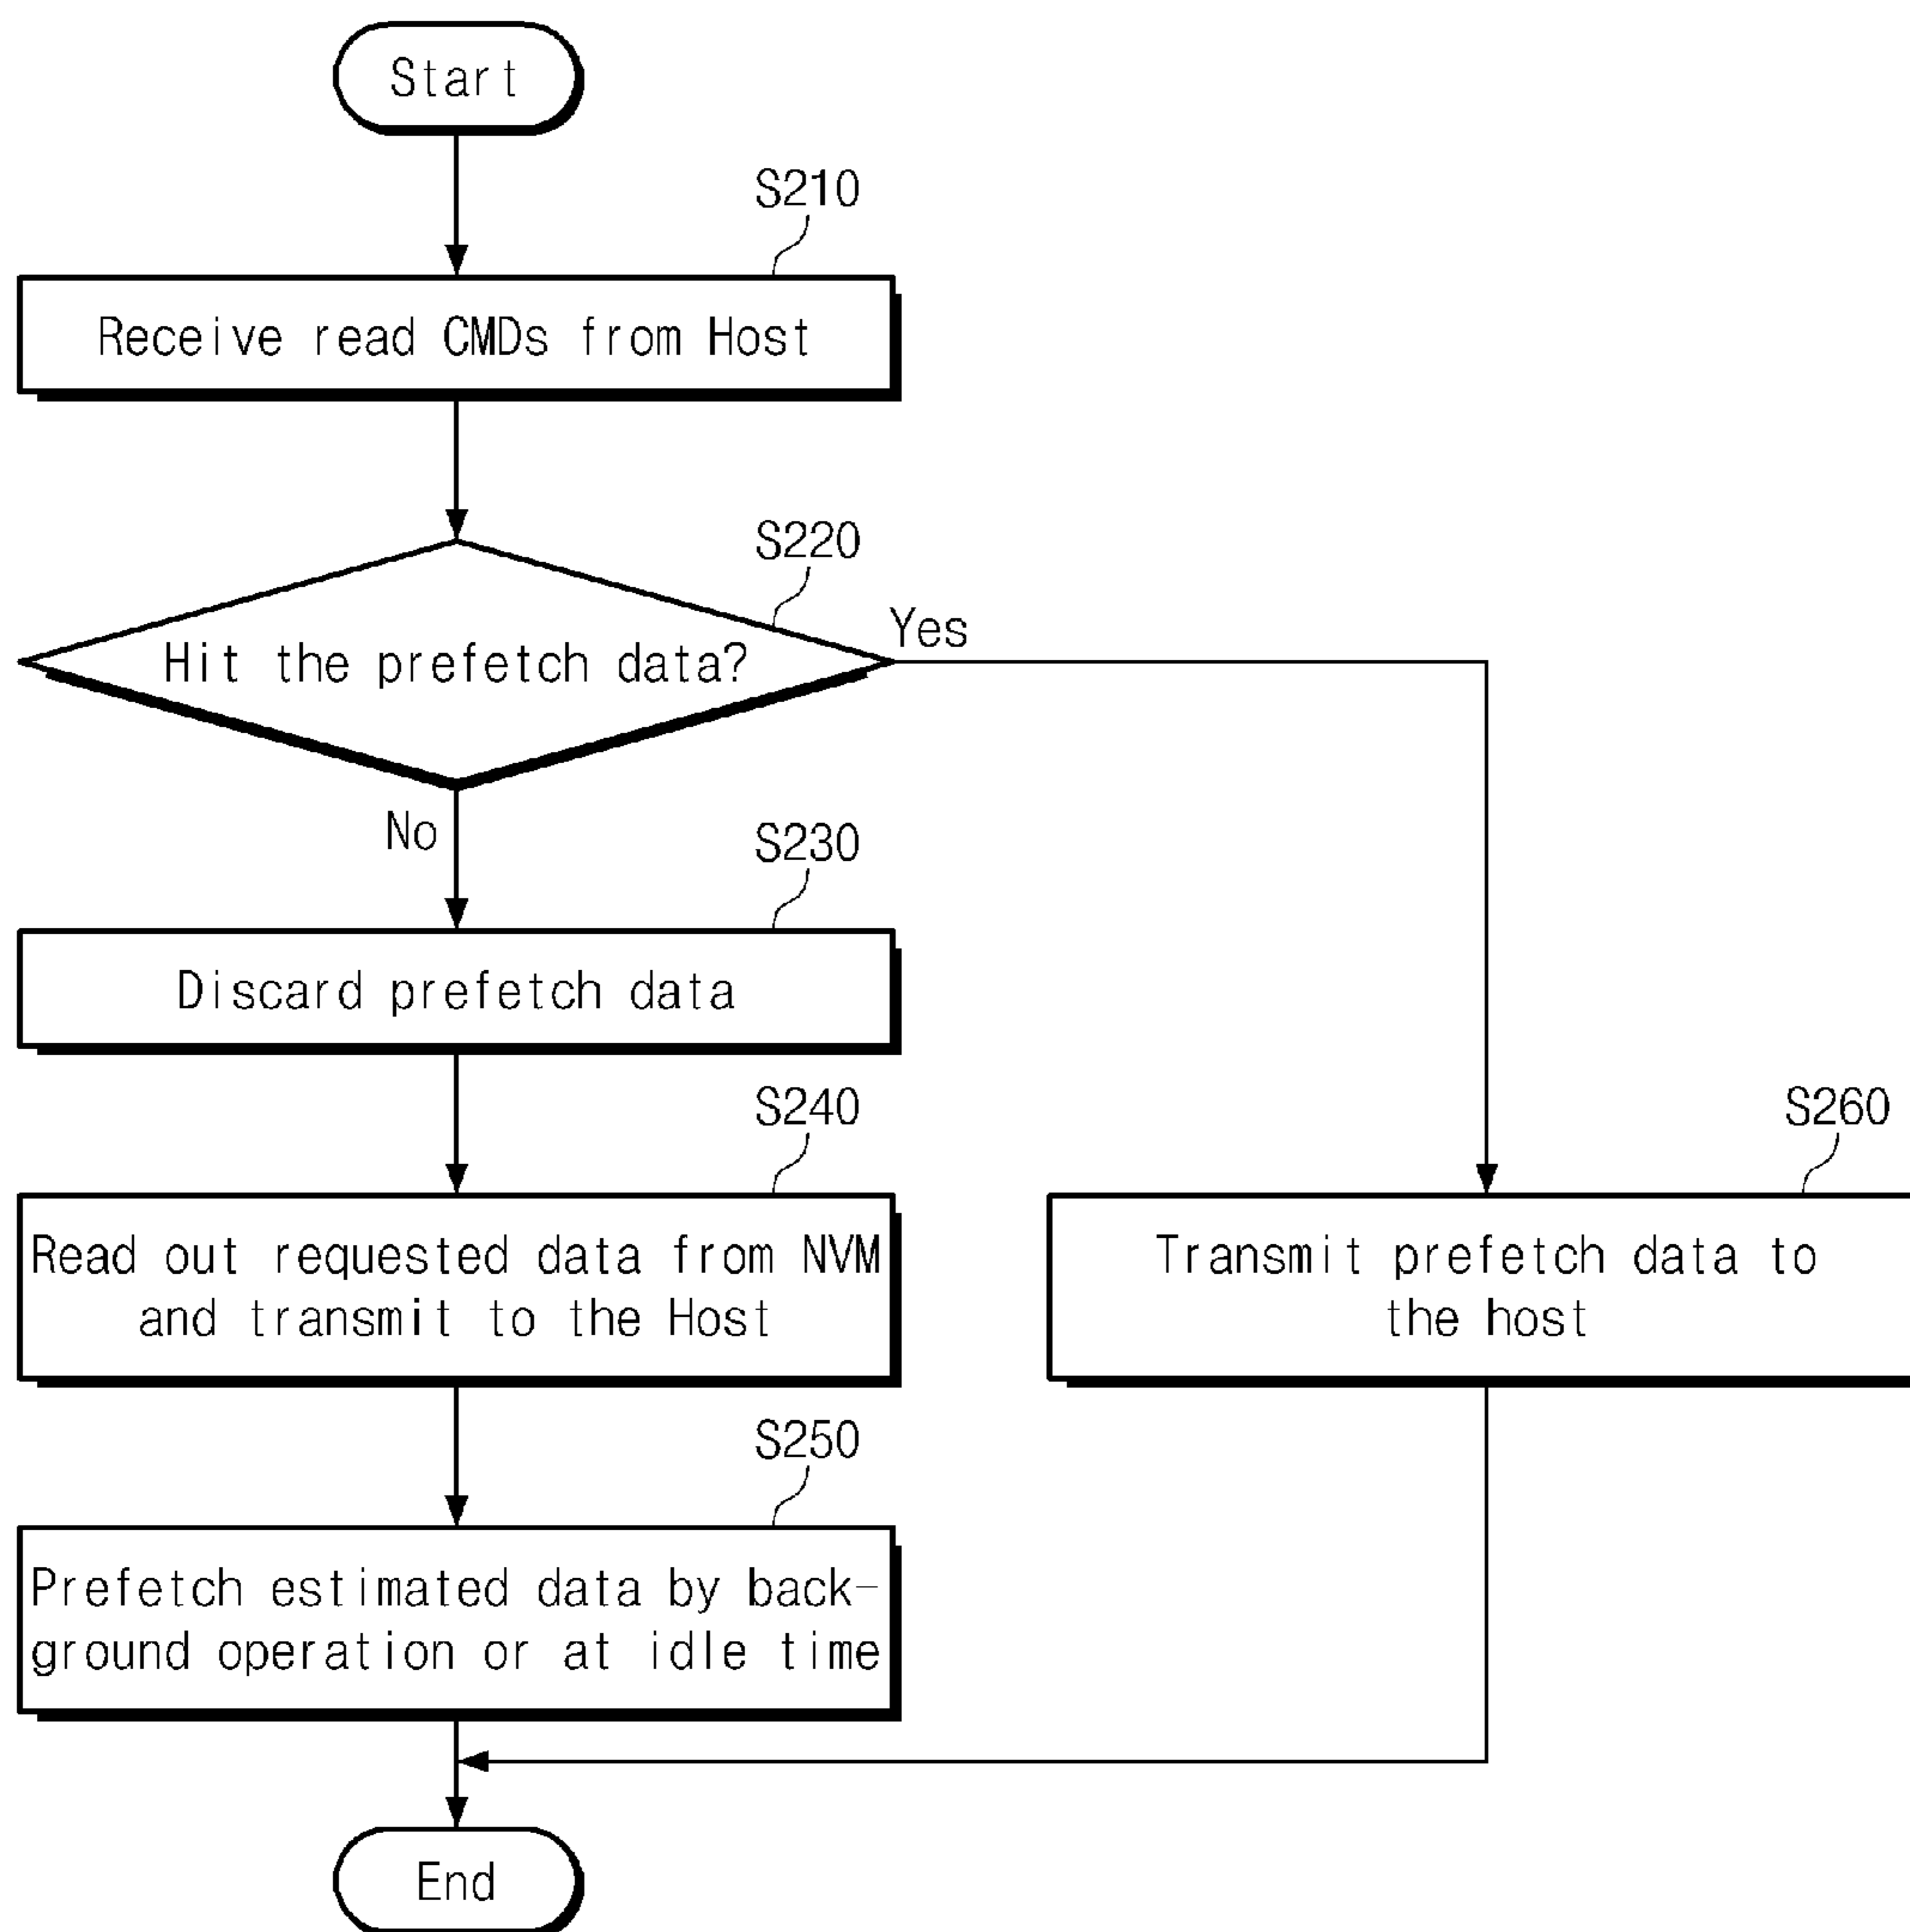 Start
S210
Receive read CMDs from Host
S220
Hit the prefetch data?
Yes
No
S230
Discard prefetch data
S240
Read out requested data from NVM
and transmit to the Host
S260
Transmit prefetch data to
the host
S250
Prefetch estimated data by back-
ground operation or at idle time
End